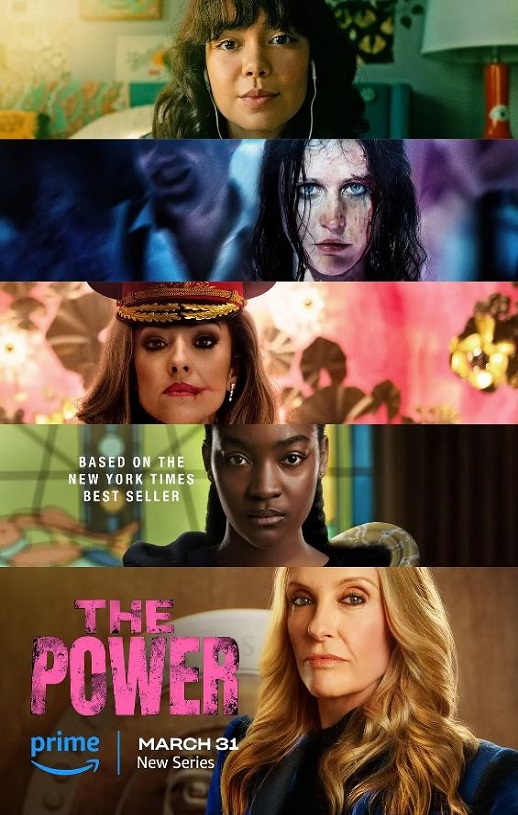 BASED ON THE
NEW YORK TIMES
BEST SELLER
THE
POWER
prime
MARCH 31
New Series